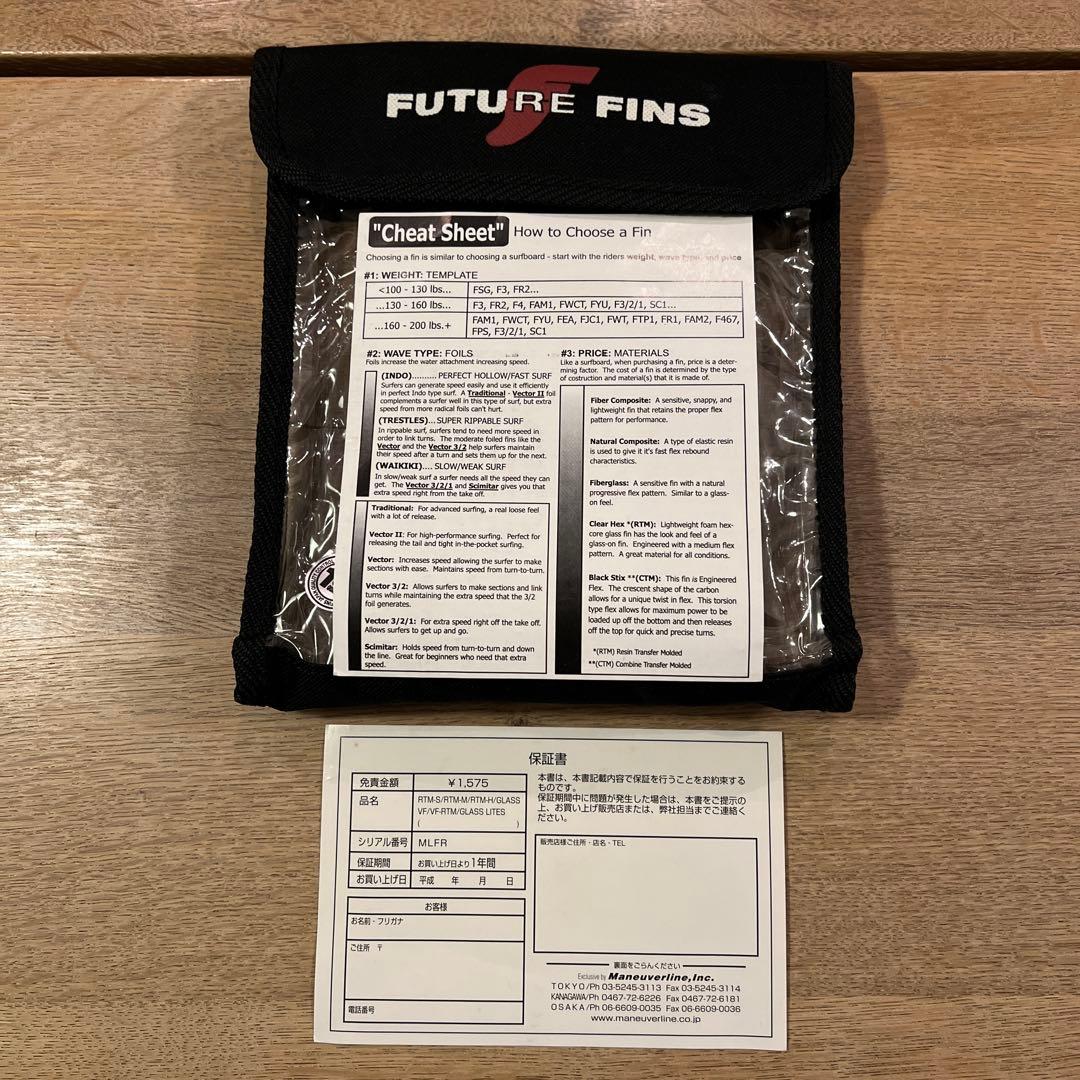 FUTURE FINS
"Cheat Sheet" How to Choose a Fin
Choosing a fin is similar to choosing a surfboard - start with the riders weight, wave type, and price
#1: WEIGHT: TEMPLATE
<100 - 130 lbs... FSG, F3, FR2...
...130 - 160 lbs... F3, FR2, F4, FAM1, FWCT, FYU, F3/2/1, SC1...
...160 - 200 lbs.+ FAM1, FWCT, FYU, FEA, FJC1, FWT, FTP1, FR1, FAM2, F467,
FPS, F3/2/1, SC1
#2: WAVE TYPE: FOILS
Foils increase the water attachment increasing speed.
(INDO).......... PERFECT HOLLOW/FAST SURF
Surfers can generate speed easily and use it efficiently
in perfect Indo type surf. A Traditional - Vector II foil
complements a surfer well in this type of surf, but extra
speed from more radical foils can't hurt.
(TRESTLES)... SUPER RIPPABLE SURF
In rippable surf, surfers tend to need more speed in
order to link turns. The moderate foiled fins like the
Vector and the Vector 3/2 help surfers maintain
their speed after a turn and sets them up for the next.
(WAIKIKI).... SLOW/WEAK SURF
In slow/weak surf a surfer needs all the speed they can
get. The Vector 3/2/1 and Scimitar gives you that
extra speed right from the take off.
Traditional: For advanced surfing, a real loose feel
with a lot of release.
Vector II: For high-performance surfing. Perfect for
releasing the tail and tight in-the-pocket surfing.
Vector: Increases speed allowing the surfer to make
sections with ease. Maintains speed from turn-to-turn.
Vector 3/2: Allows surfers to make sections and link
turns while maintaining the extra speed that the 3/2
foil generates.
Vector 3/2/1: For extra speed right off the take off.
Allows surfers to get up and go.
Scimitar: Holds speed from turn-to-turn and down
the line. Great for beginners who need that extra
speed.
#3: PRICE: MATERIALS
Like a surfboard, when purchasing a fin, price is a deter-
minig factor. The cost of a fin is determined by the type
of costruction and material(s) that it is made of.
Fiber Composite: A sensitive, snappy, and
lightweight fin that retains the proper flex
pattern for performance.
Natural Composite: A type of elastic resin
is used to give it's fast flex rebound
characteristics.
Fiberglass: A sensitive fin with a natural
progressive flex pattern. Similar to a glass-
on feel.
Clear Hex *(RTM): Lightweight foam hex-
core glass fin has the look and feel of a
glass-on fin. Engineered with a medium flex
pattern. A great material for all conditions.
Black Stix **(CTM): This fin is Engineered
Flex. The crescent shape of the carbon
allows for a unique twist in flex. This torsion
type flex allows for maximum power to be
loaded up off the bottom and then releases
off the top for quick and precise turns.
*(RTM) Resin Transfer Molded
**(CTM) Combine Transfer Molded
保証書
免責金額 ¥1,575
品名 RTM-S/RTM-M/RTM-H/GLASS
VF/VF-RTM/GLASS LITES
( )
シリアル番号 MLFR
保証期間 お買い上げ日より1年間
お買い上げ日 平成 年 月 日
お客様
お名前・フリガナ
ご住所 〒
電話番号
本書は、本書記載内容で保証を行うことをお約束する
ものです。
保証期間中に問題が発生した場合は、本書をご提示の
上、お買い上げ販売店または、弊社担当までご連絡く
ださい。
販売店様ご住所・店名・TEL
裏面をごらんください
Exclusive by Maneuverline,Inc.
TOKYO/Ph 03-5245-3113 Fax 03-5245-3114
KANAGAWA/Ph 0467-72-6226 Fax 0467-72-6181
OSAKA/Ph 06-6609-0035 Fax 06-6609-0036
www.maneuverline.co.jp